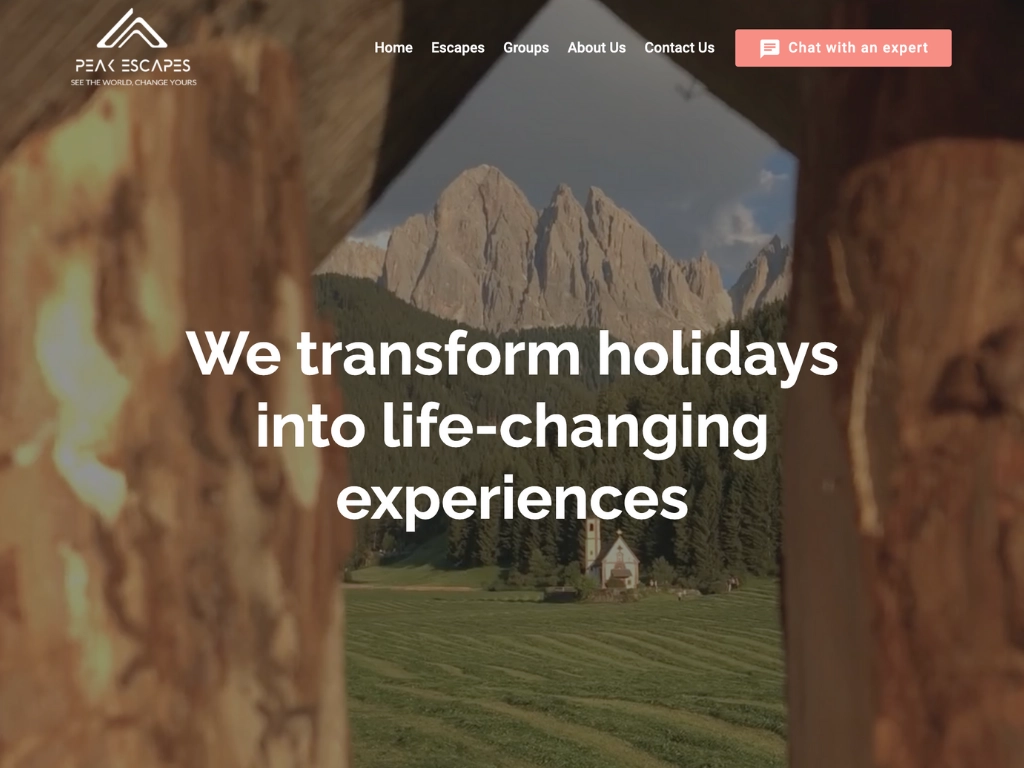 PEAK ESCAPES
SEE THE WORLD, CHANGE YOURS
Home Escapes Groups About Us Contact Us Chat with an expert
We transform holidays
into life-changing
experiences